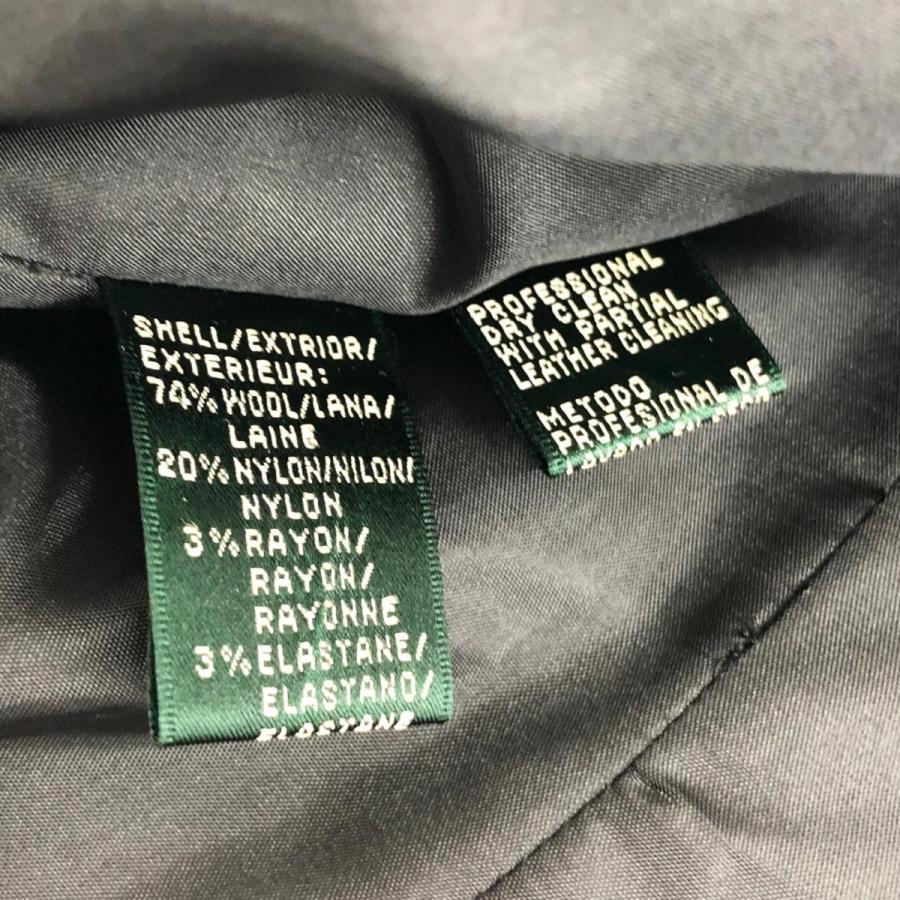 SHELL/EXTRIOR/
EXTERIEUR:
74% WOOL/LANA/
LAINE
20% NYLON/NILON/
NYLON
3% RAYON/
RAYON/
RAYONNE
3% ELASTANE/
ELASTANO/
ELASTANE
PROFESSIONAL
DRY CLEAN
WITH PARTIAL
LEATHER CLEANING
METODO
PROFESIONAL DE